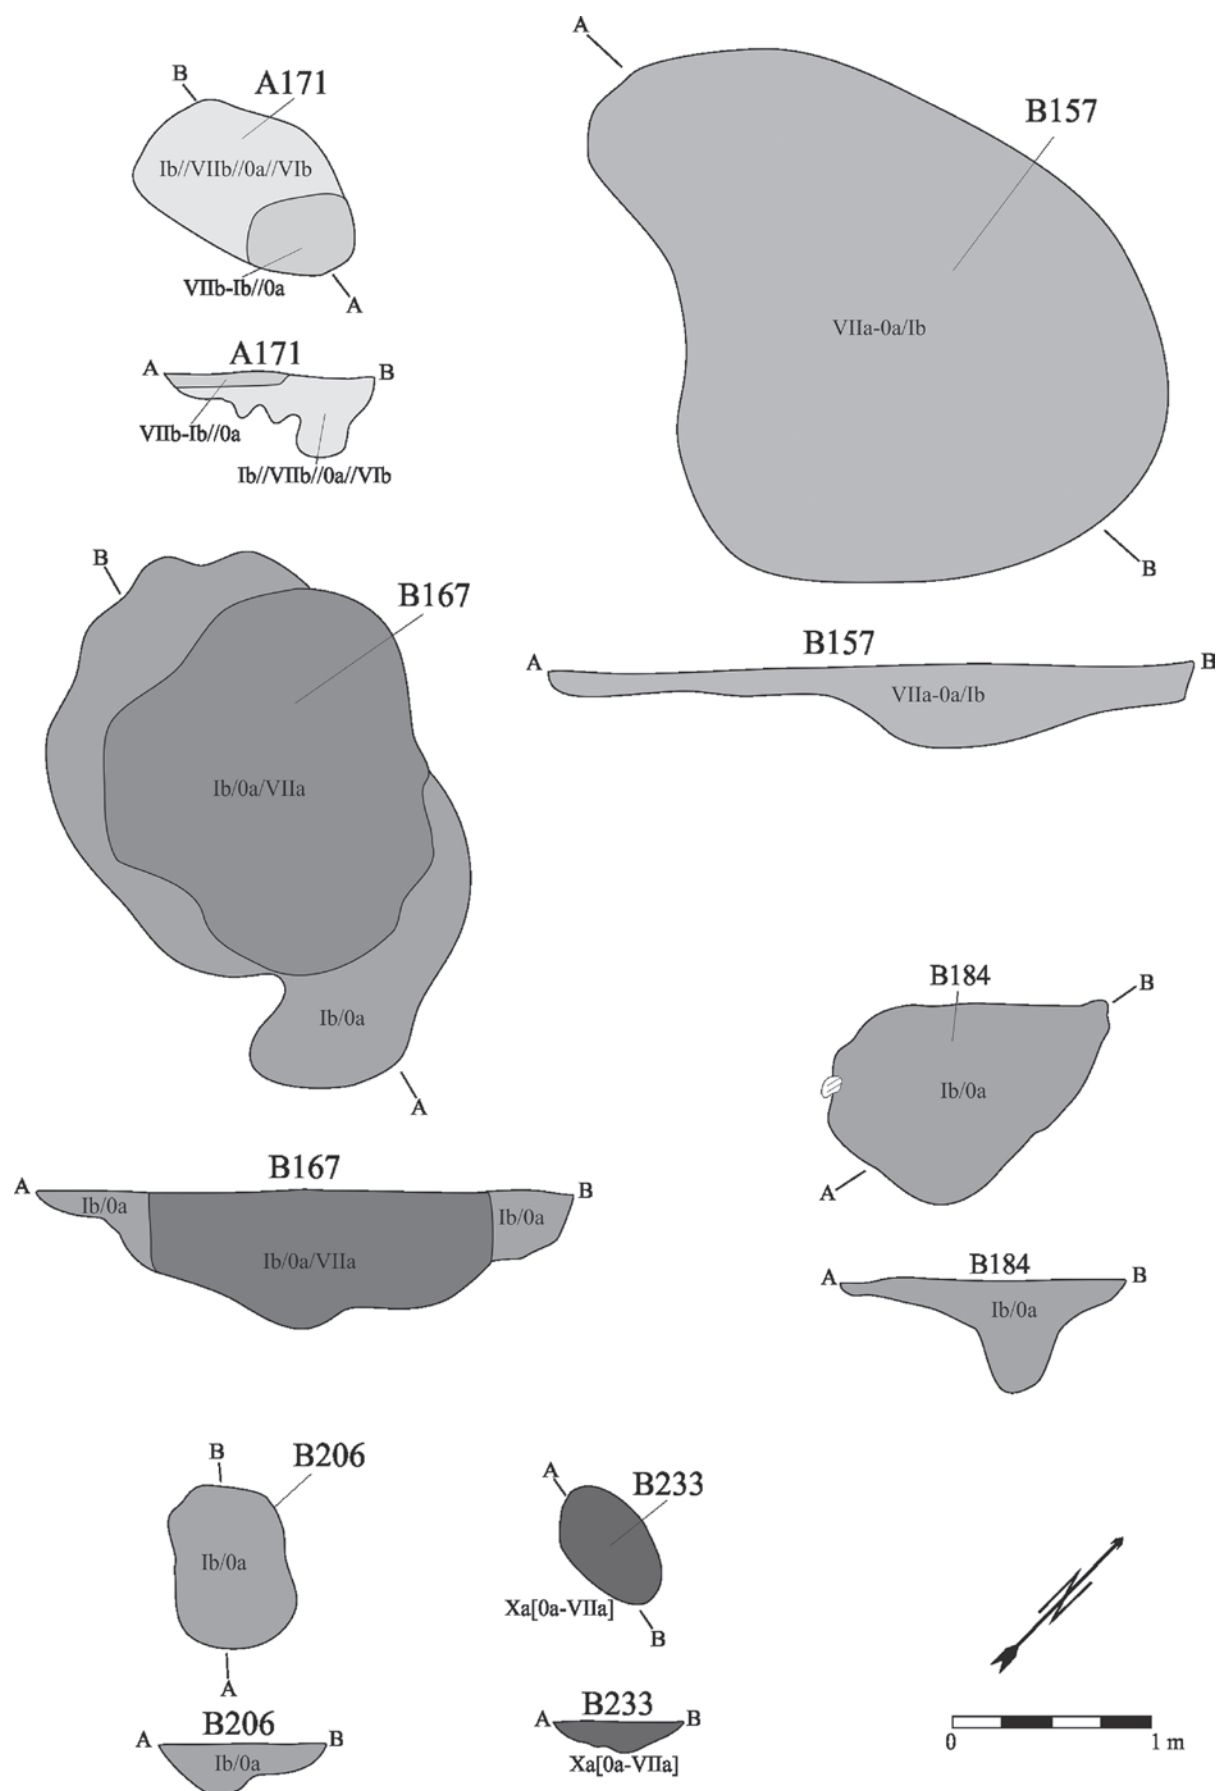 B
A171
Ib//VIIb//0a//VIb
VIIb-Ib//0a
A
A171
A
B
VIIb-Ib//0a
Ib//VIIb//0a//VIb
A
B157
VIIa-0a/Ib
B
B157
A
B
VIIa-0a/Ib
B
B167
Ib/0a/VIIa
Ib/0a
A
B167
A
B
Ib/0a
Ib/0a
Ib/0a/VIIa
B184
B
Ib/0a
A
B184
A
B
Ib/0a
B
B206
Ib/0a
A
B206
A
B
Ib/0a
A
B233
Xa[0a-VIIa]
B
B233
A
B
Xa[0a-VIIa]
0
1 m